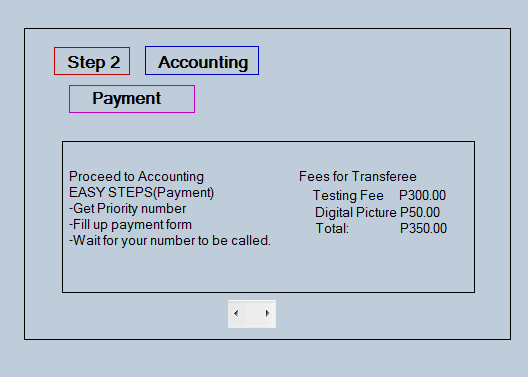 Step 2 Accounting
Payment
Proceed to Accounting
EASY STEPS(Payment)
-Get Priority number
-Fill up payment form
-Wait for your number to be called.
Fees for Transferee
Testing Fee P300.00
Digital Picture P50.00
Total: P350.00